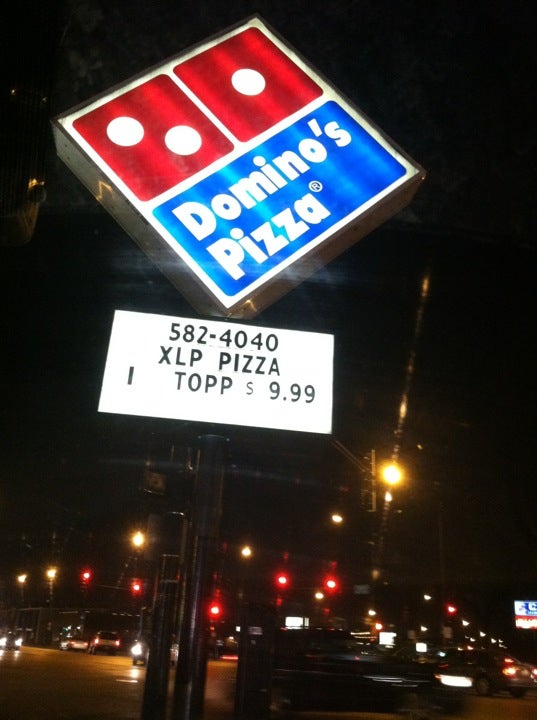 Domino's
Pizza®
582-4040
XLP PIZZA
1 TOPP $ 9.99